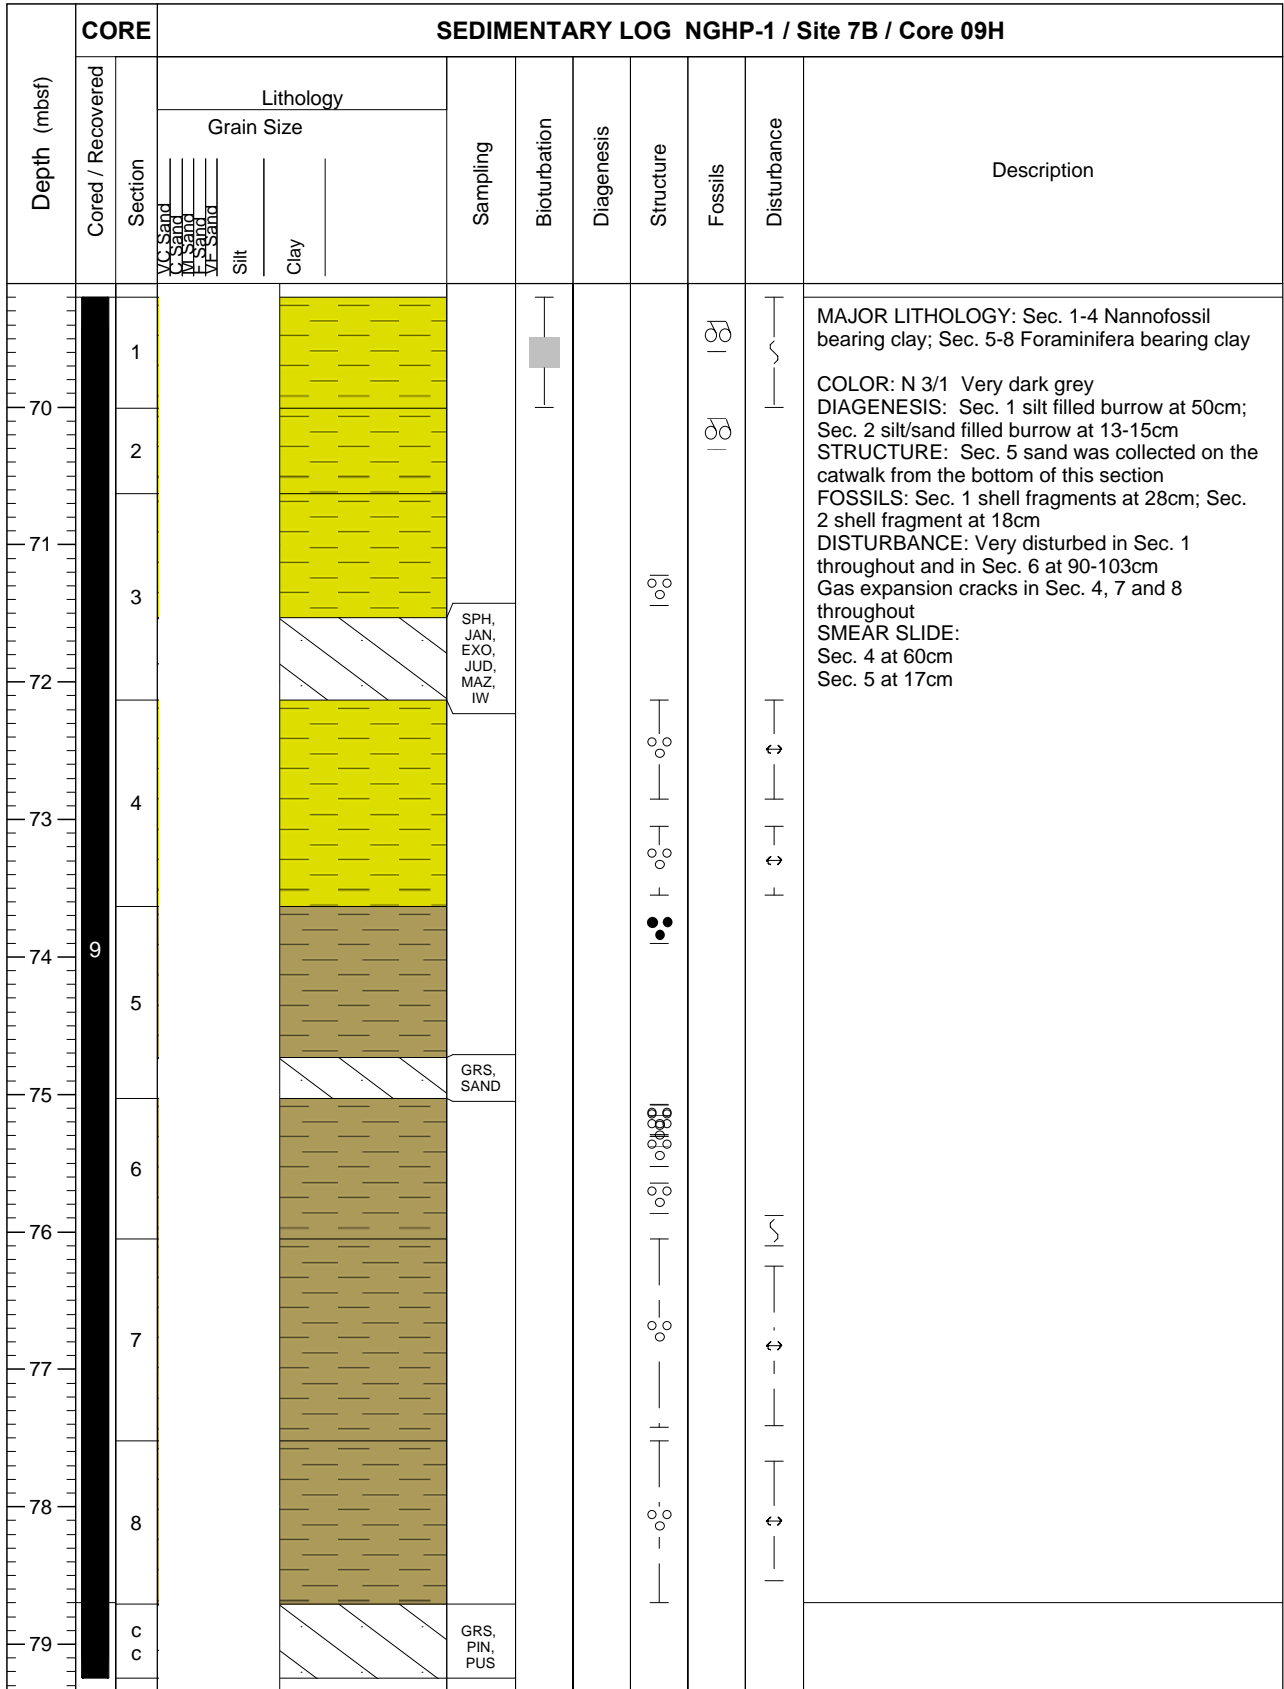 CORE
SEDIMENTARY LOG NGHP-1 / Site 7B / Core 09H
Depth (mbsf)
Cored / Recovered
Section
Lithology
Grain Size
VC Sand
C Sand
M Sand
F Sand
VF Sand
Silt
Clay
Sampling
Bioturbation
Diagenesis
Structure
Fossils
Disturbance
Description
MAJOR LITHOLOGY: Sec. 1-4 Nannofossil
bearing clay; Sec. 5-8 Foraminifera bearing clay
COLOR: N 3/1 Very dark grey
DIAGENESIS: Sec. 1 silt filled burrow at 50cm;
Sec. 2 silt/sand filled burrow at 13-15cm
STRUCTURE: Sec. 5 sand was collected on the
catwalk from the bottom of this section
FOSSILS: Sec. 1 shell fragments at 28cm; Sec.
2 shell fragment at 18cm
DISTURBANCE: Very disturbed in Sec. 1
throughout and in Sec. 6 at 90-103cm
Gas expansion cracks in Sec. 4, 7 and 8
throughout
SMEAR SLIDE:
Sec. 4 at 60cm
Sec. 5 at 17cm
1
70
2
71
3
SPH,
JAN,
EXO,
JUD,
MAZ,
IW
72
4
73
9
74
5
GRS,
SAND
75
6
76
7
77
78
8
79
c
c
GRS,
PIN,
PUS